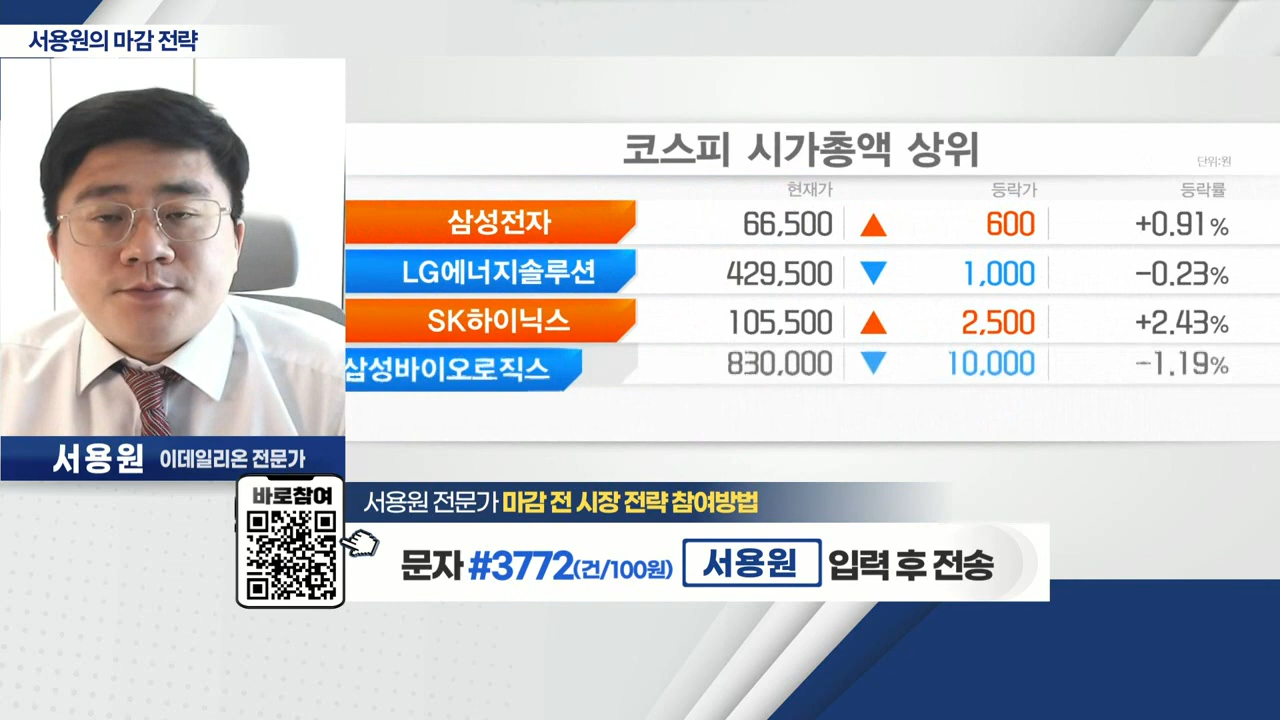 서용원의 마감 전략
코스피 시가총액 상위
단위:원
현재가 등락가 등락률
삼성전자 66,500 ▲ 600 +0.91%
LG에너지솔루션 429,500 ▼ 1,000 -0.23%
SK하이닉스 105,500 ▲ 2,500 +2.43%
삼성바이오로직스 830,000 ▼ 10,000 -1.19%
서용원 이데일리온 전문가
바로참여
서용원 전문가 마감 전 시장 전략 참여방법
문자 #3772(건/100원) 서용원 입력 후 전송